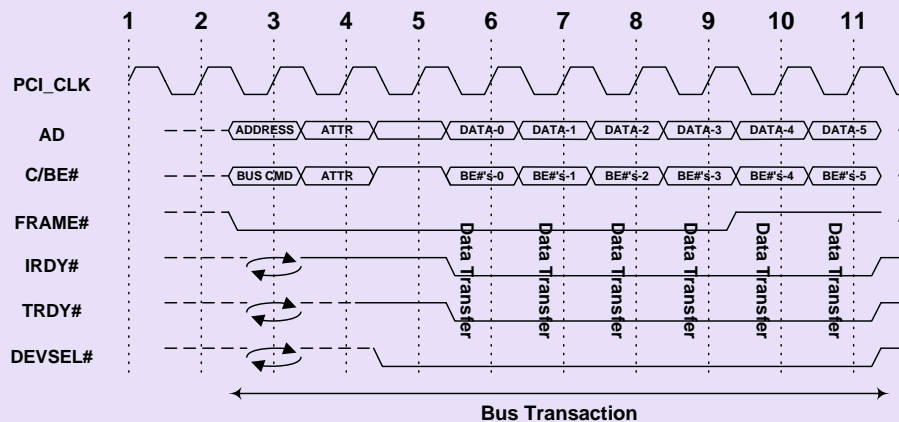 1 2 3 4 5 6 7 8 9 10 11
PCI_CLK
AD ADDRESS ATTR DATA-0 DATA-1 DATA-2 DATA-3 DATA-4 DATA-5
C/BE# BUS CMD ATTR BE#'s-0 BE#'s-1 BE#'s-2 BE#'s-3 BE#'s-4 BE#'s-5
FRAME#
IRDY#
TRDY#
DEVSEL#
Data Transfer
Data Transfer
Data Transfer
Data Transfer
Data Transfer
Data Transfer
Bus Transaction